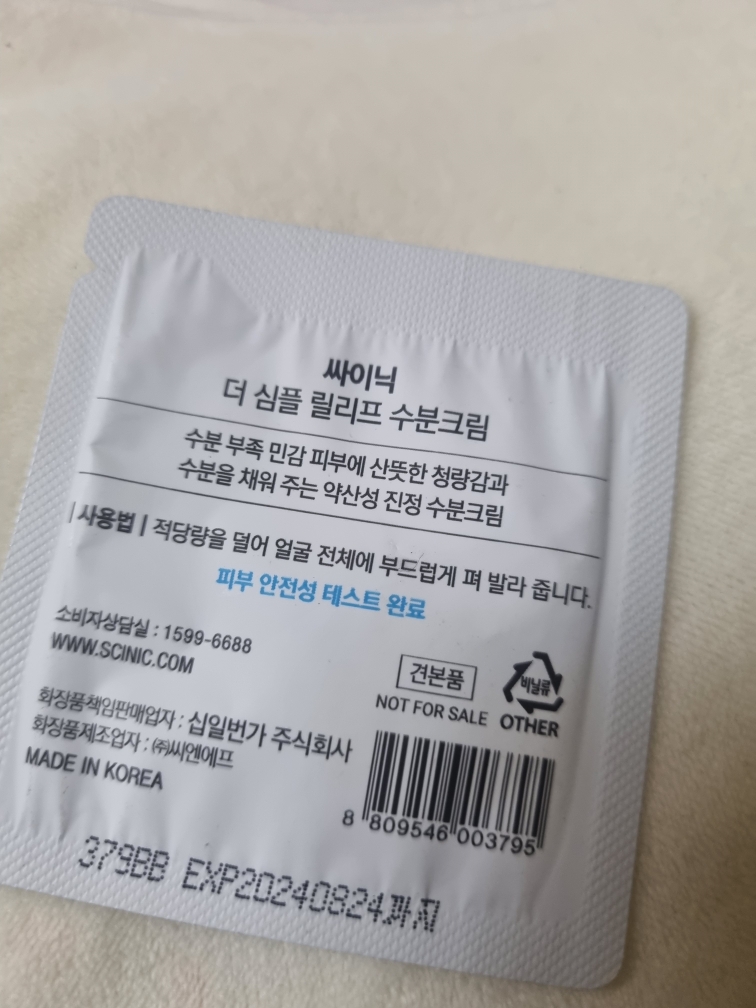 싸이닉
더 심플 릴리프 수분크림
수분 부족 민감 피부에 산뜻한 청량감과
수분을 채워 주는 약산성 진정 수분크림
| 사용법 | 적당량을 덜어 얼굴 전체에 부드럽게 펴 발라 줍니다.
피부 안전성 테스트 완료
소비자상담실 : 1599-6688
WWW.SCINIC.COM
견본품
NOT FOR SALE
비닐류
OTHER
화장품책임판매업자 : 십일번가 주식회사
화장품제조업자 : ㈜씨엔에프
MADE IN KOREA
8 809546 003795
379BB EXP20240824까지